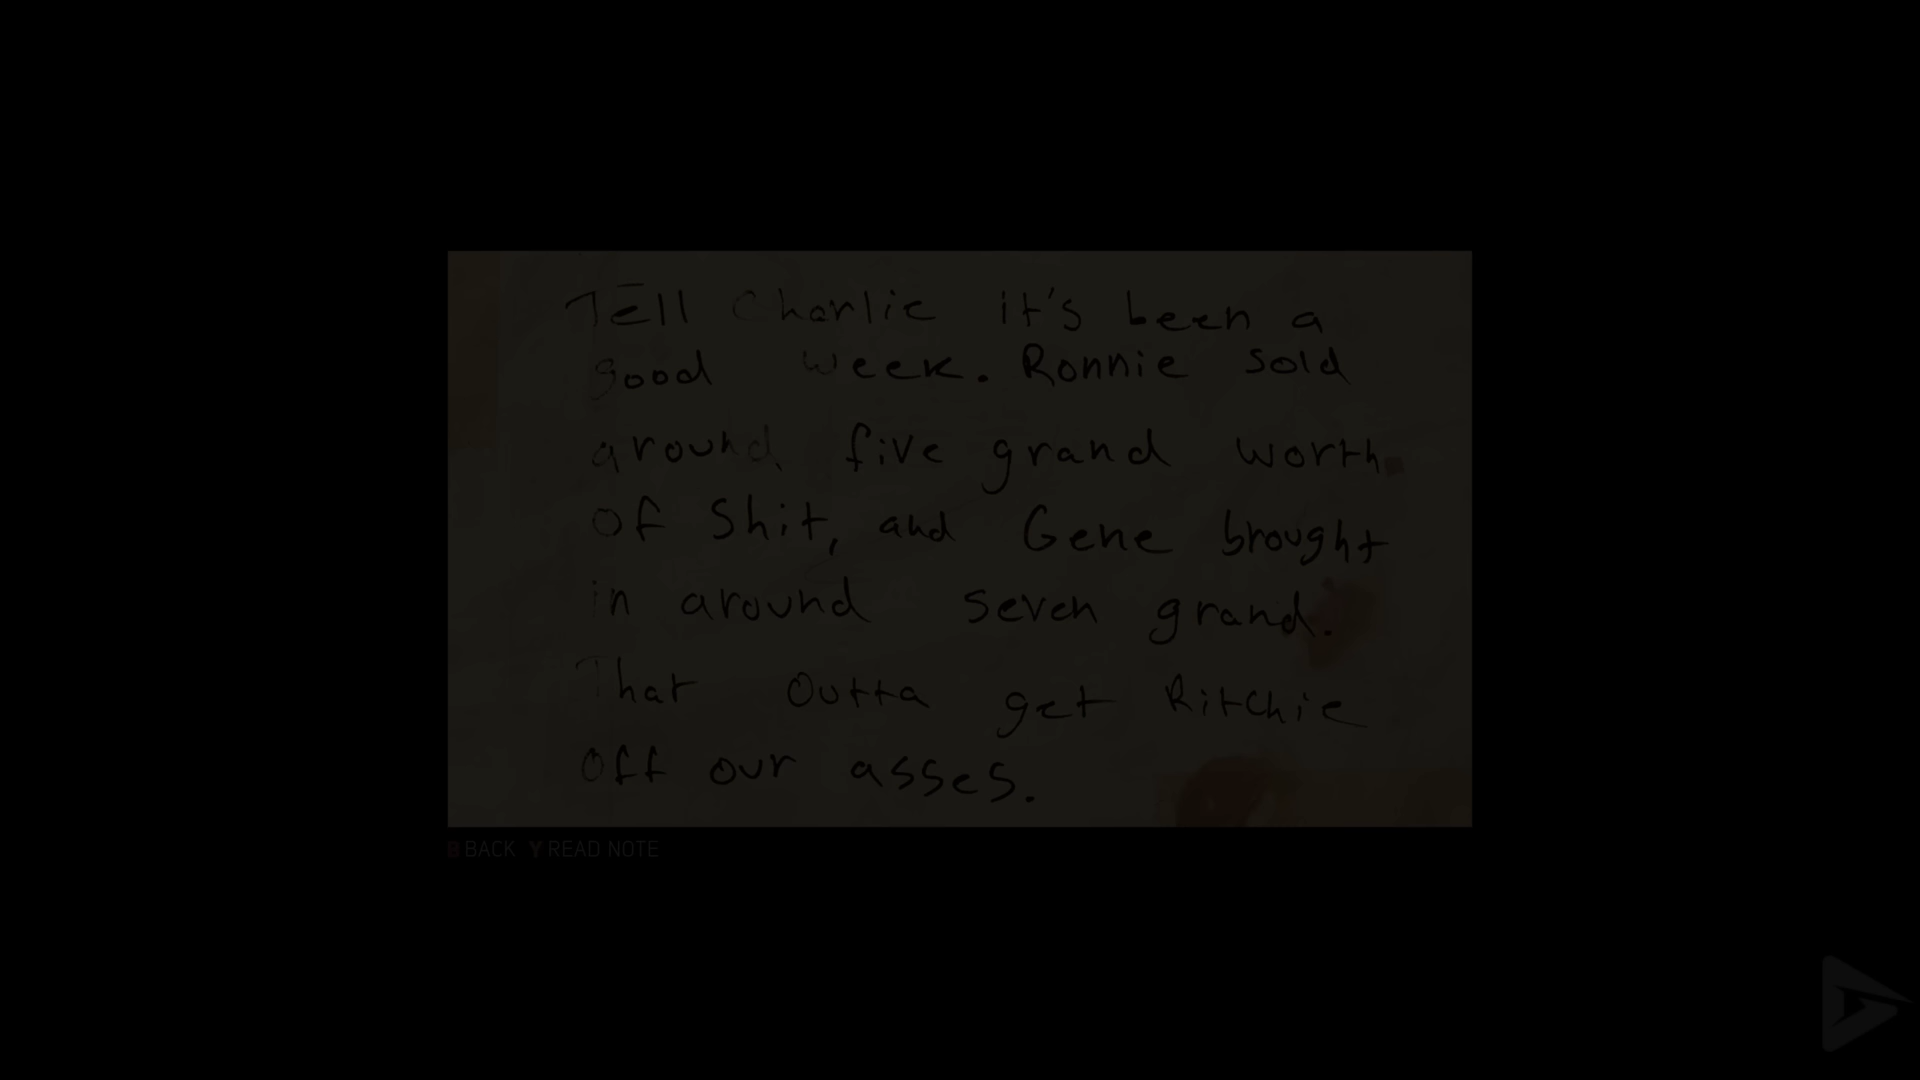 Tell Charlie it's been a
good week. Ronnie sold
around five grand worth
Of Shit, and Gene brought
in around seven grand.
That Outta get Ritchie
Off our asses.
B BACK Y READ NOTE